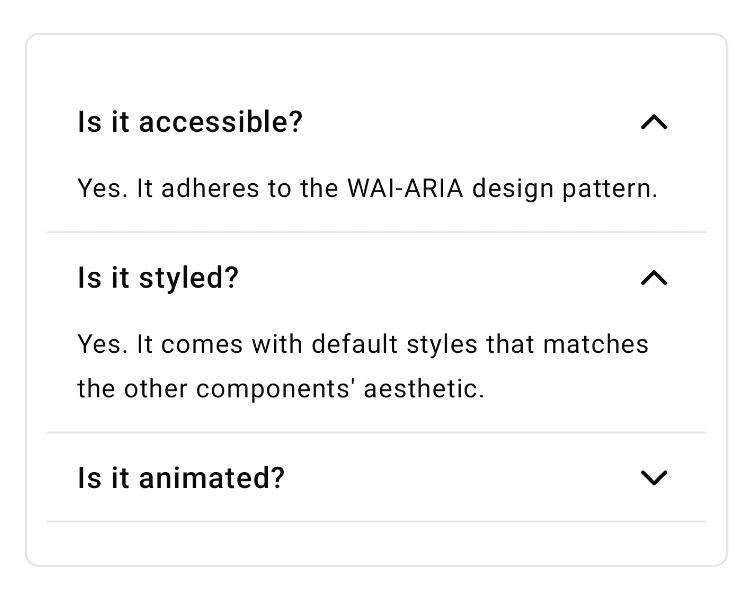 Is it accessible?
Yes. It adheres to the WAI-ARIA design pattern.
Is it styled?
Yes. It comes with default styles that matches
the other components' aesthetic.
Is it animated?